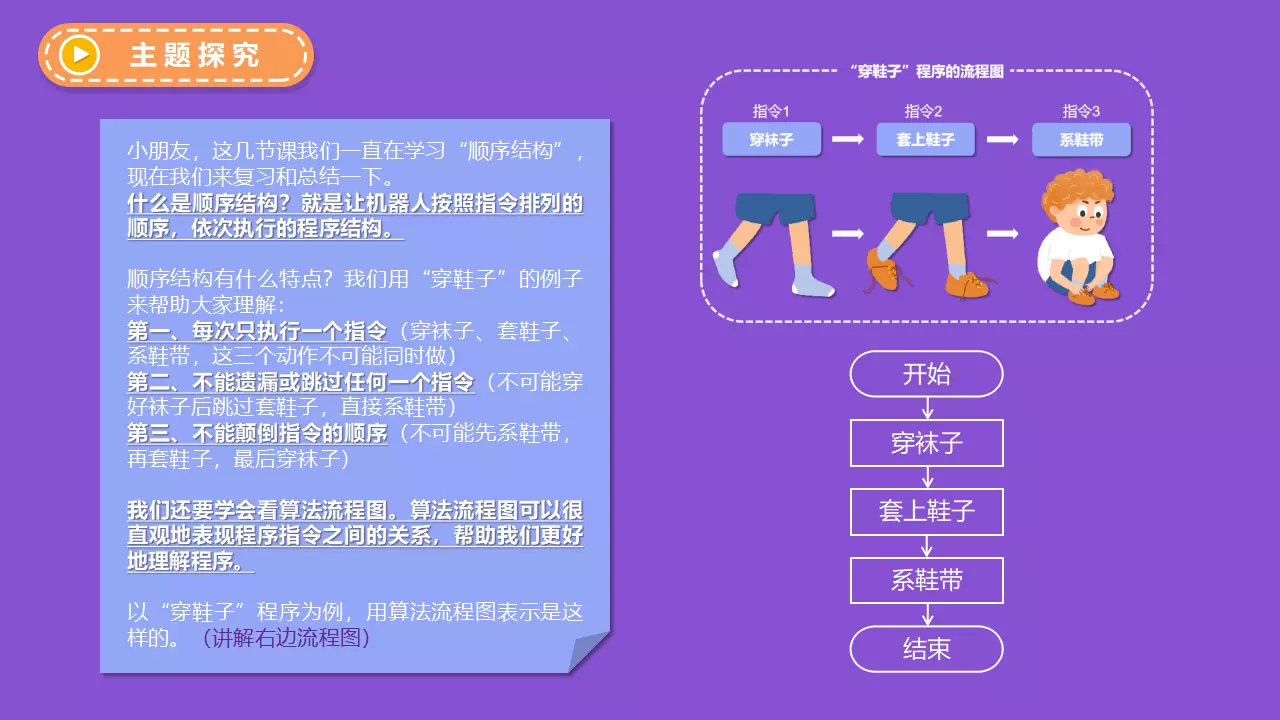 主题探究
小朋友，这几节课我们一直在学习“顺序结构”，
现在我们来复习和总结一下。
什么是顺序结构？就是让机器人按照指令排列的
顺序，依次执行的程序结构。
顺序结构有什么特点？我们用“穿鞋子”的例子
来帮助大家理解：
第一、每次只执行一个指令（穿袜子、套鞋子、
系鞋带，这三个动作不可能同时做）
第二、不能遗漏或跳过任何一个指令（不可能穿
好袜子后跳过套鞋子，直接系鞋带）
第三、不能颠倒指令的顺序（不可能先系鞋带，
再套鞋子，最后穿袜子）
我们还要学会看算法流程图。算法流程图可以很
直观地表现程序指令之间的关系，帮助我们更好
地理解程序。
以“穿鞋子”程序为例，用算法流程图表示是这
样的。（讲解右边流程图）
“穿鞋子”程序的流程图
指令1 指令2 指令3
穿袜子 套上鞋子 系鞋带
开始
穿袜子
套上鞋子
系鞋带
结束